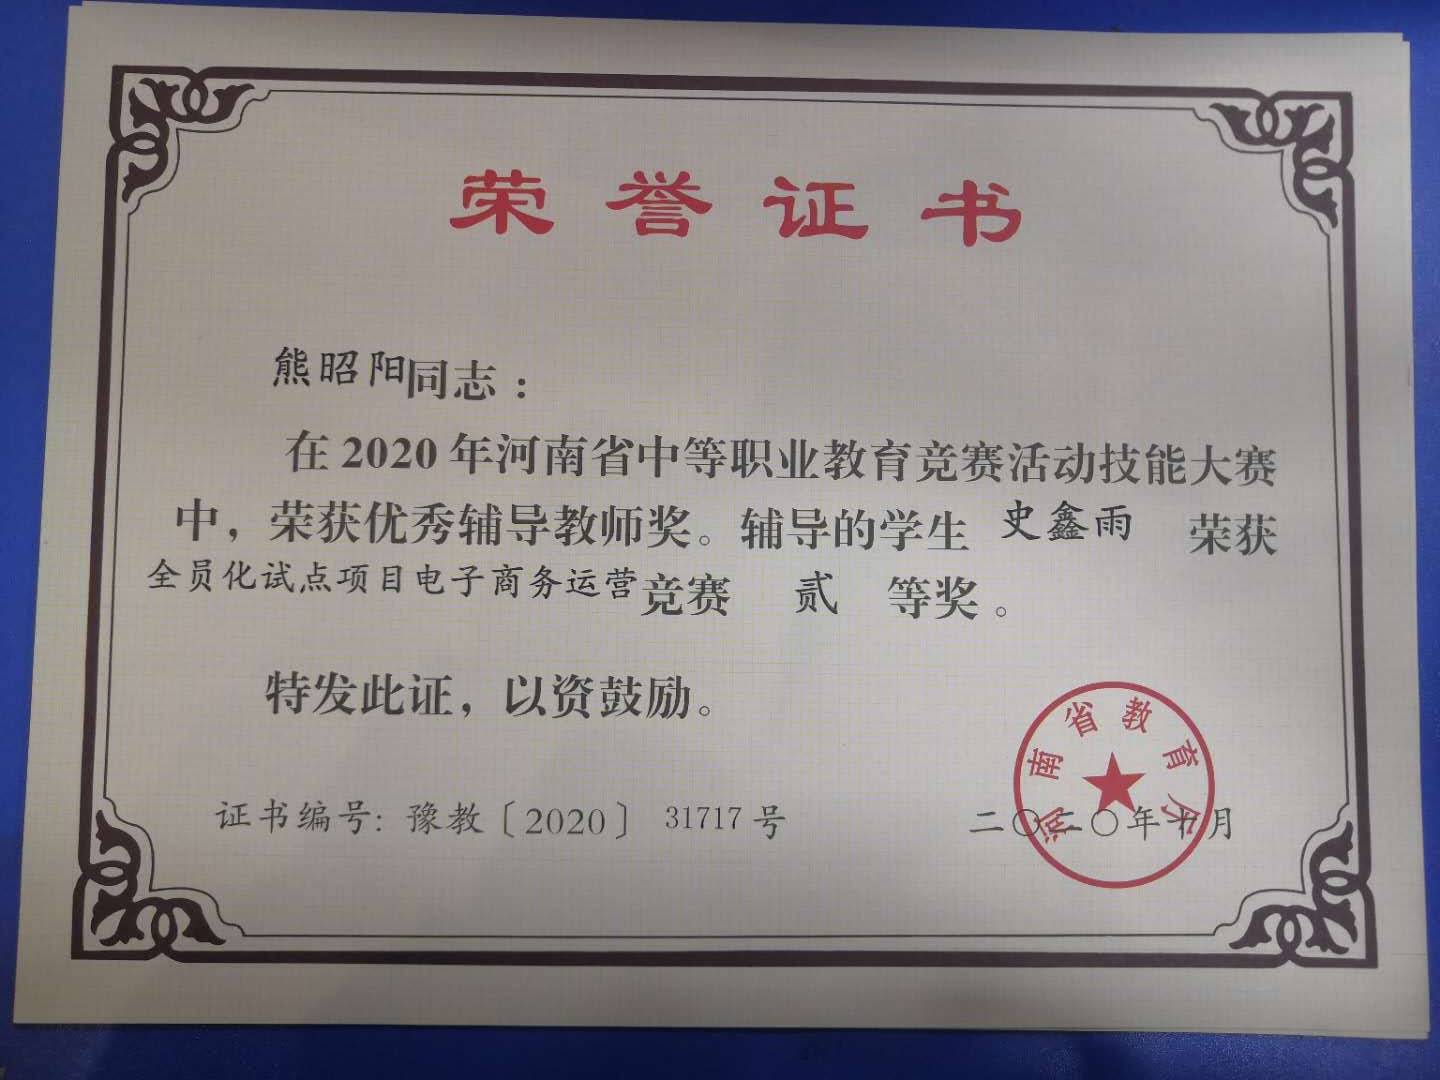 荣誉证书
熊昭阳同志：
在2020年河南省中等职业教育竞赛活动技能大赛
中，荣获优秀辅导教师奖。辅导的学生 史鑫雨 荣获
全员化试点项目电子商务运营竞赛 贰 等奖。
特发此证，以资鼓励。
河南省教育厅
证书编号：豫教〔2020〕31717号 二〇二〇年十月